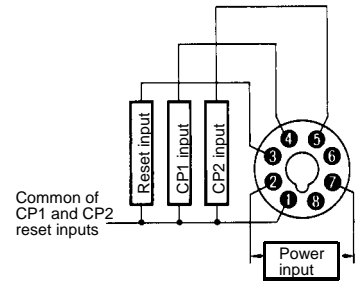 Reset input
CP1 input
CP2 input
4
5
3
6
2
7
1
8
Common of
CP1 and CP2
reset inputs
Power
input